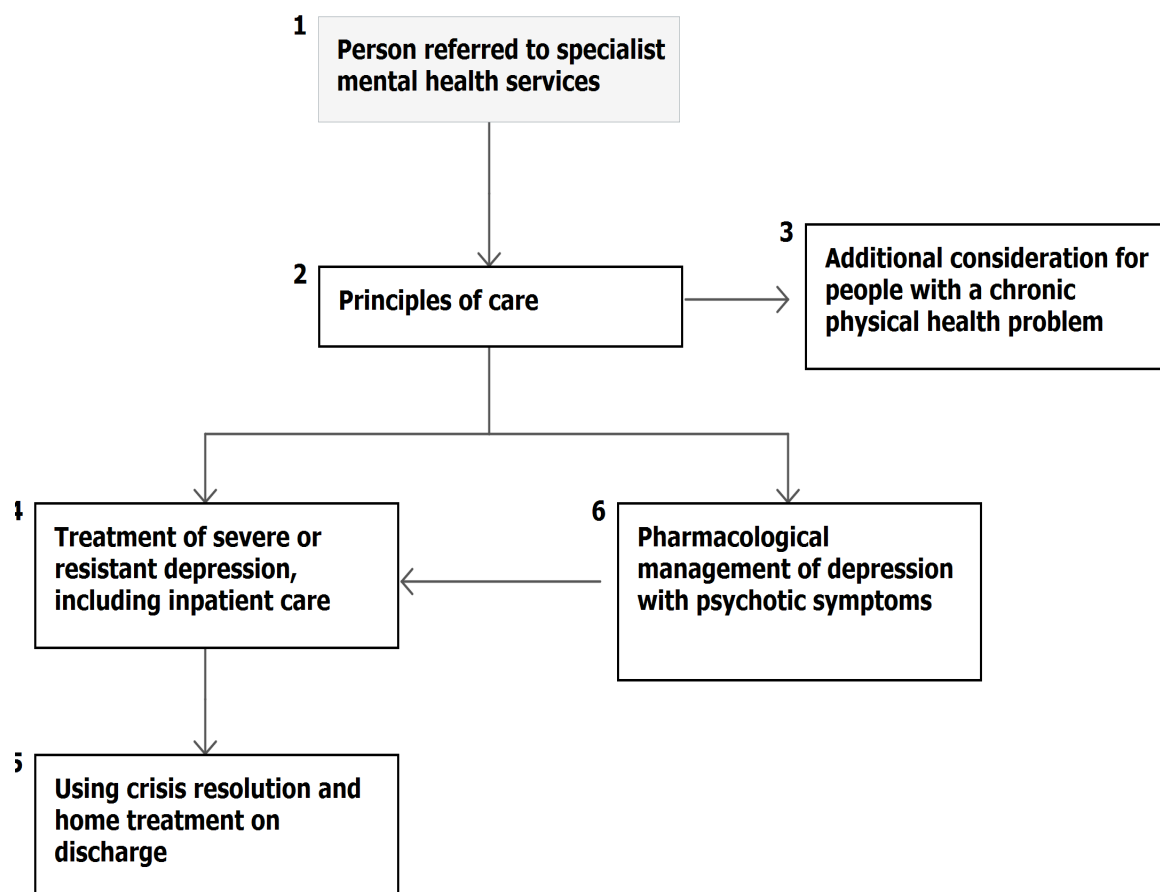 1
Person referred to specialist
mental health services
2
Principles of care
3
Additional consideration for
people with a chronic
physical health problem
4
Treatment of severe or
resistant depression,
including inpatient care
6
Pharmacological
management of depression
with psychotic symptoms
5
Using crisis resolution and
home treatment on
discharge